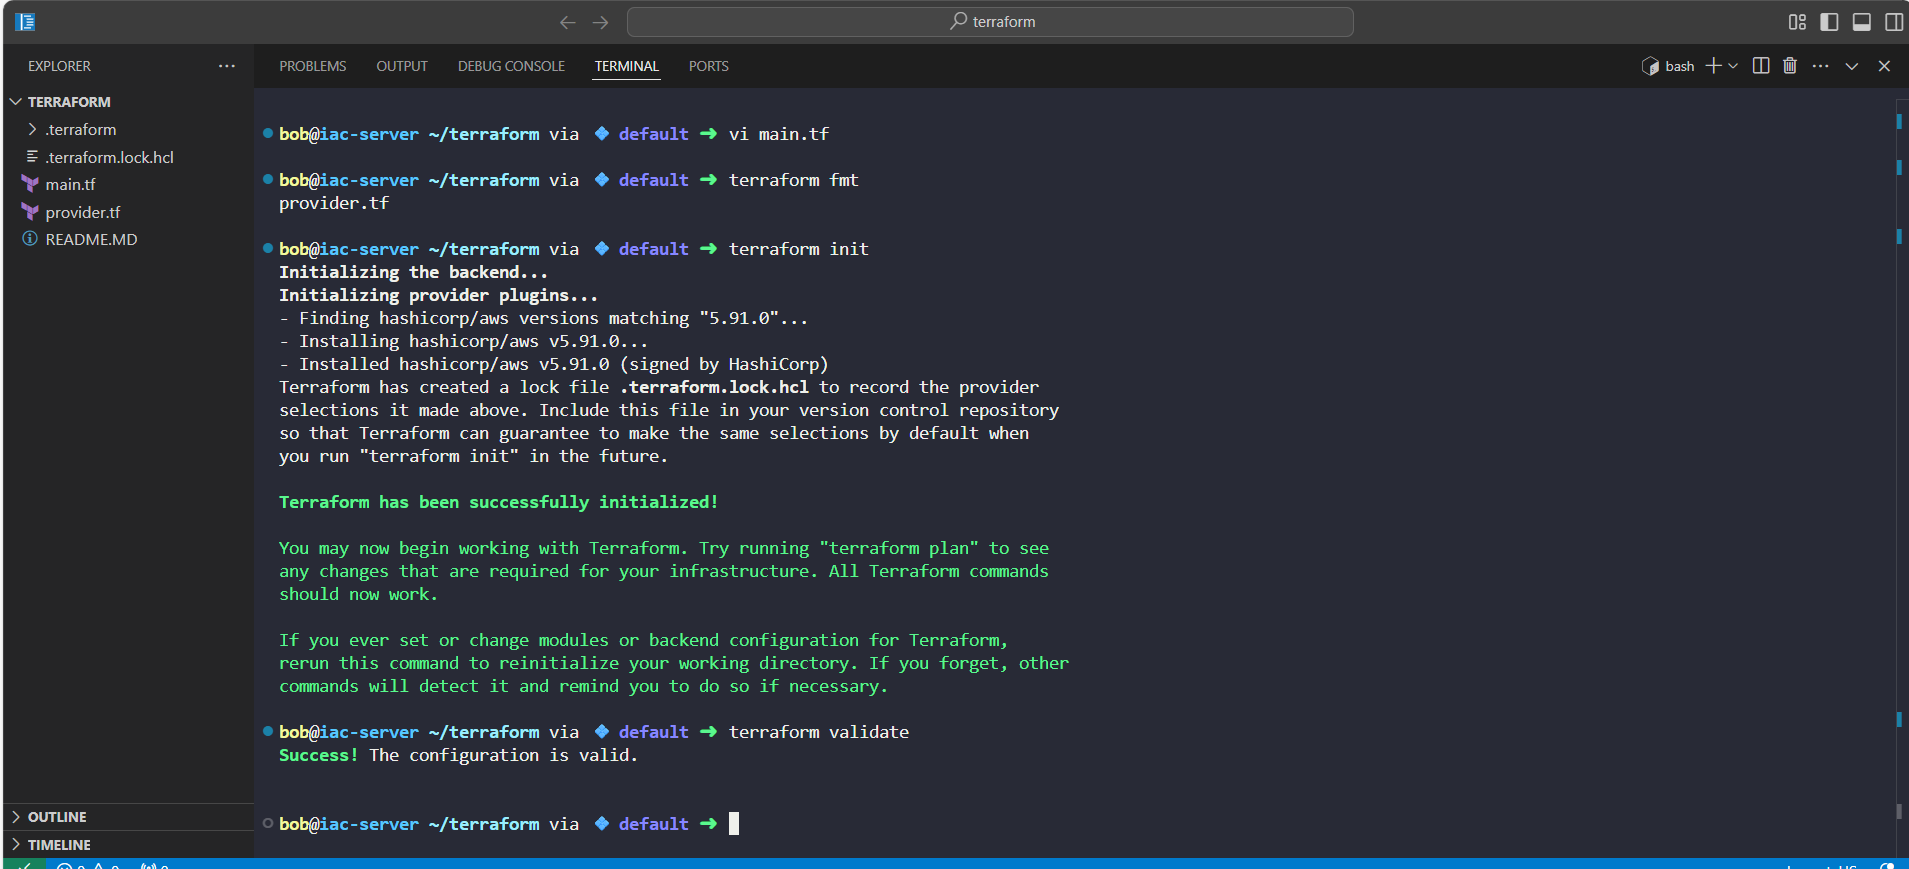 terraform
EXPLORER
TERRAFORM
.terraform
.terraform.lock.hcl
main.tf
provider.tf
README.MD
OUTLINE
TIMELINE
PROBLEMS OUTPUT DEBUG CONSOLE TERMINAL PORTS
bash
bob@iac-server ~/terraform via default ➜ vi main.tf
bob@iac-server ~/terraform via default ➜ terraform fmt
provider.tf
bob@iac-server ~/terraform via default ➜ terraform init
Initializing the backend...
Initializing provider plugins...
- Finding hashicorp/aws versions matching "5.91.0"...
- Installing hashicorp/aws v5.91.0...
- Installed hashicorp/aws v5.91.0 (signed by HashiCorp)
Terraform has created a lock file .terraform.lock.hcl to record the provider
selections it made above. Include this file in your version control repository
so that Terraform can guarantee to make the same selections by default when
you run "terraform init" in the future.
Terraform has been successfully initialized!
You may now begin working with Terraform. Try running "terraform plan" to see
any changes that are required for your infrastructure. All Terraform commands
should now work.
If you ever set or change modules or backend configuration for Terraform,
rerun this command to reinitialize your working directory. If you forget, other
commands will detect it and remind you to do so if necessary.
bob@iac-server ~/terraform via default ➜ terraform validate
Success! The configuration is valid.
bob@iac-server ~/terraform via default ➜